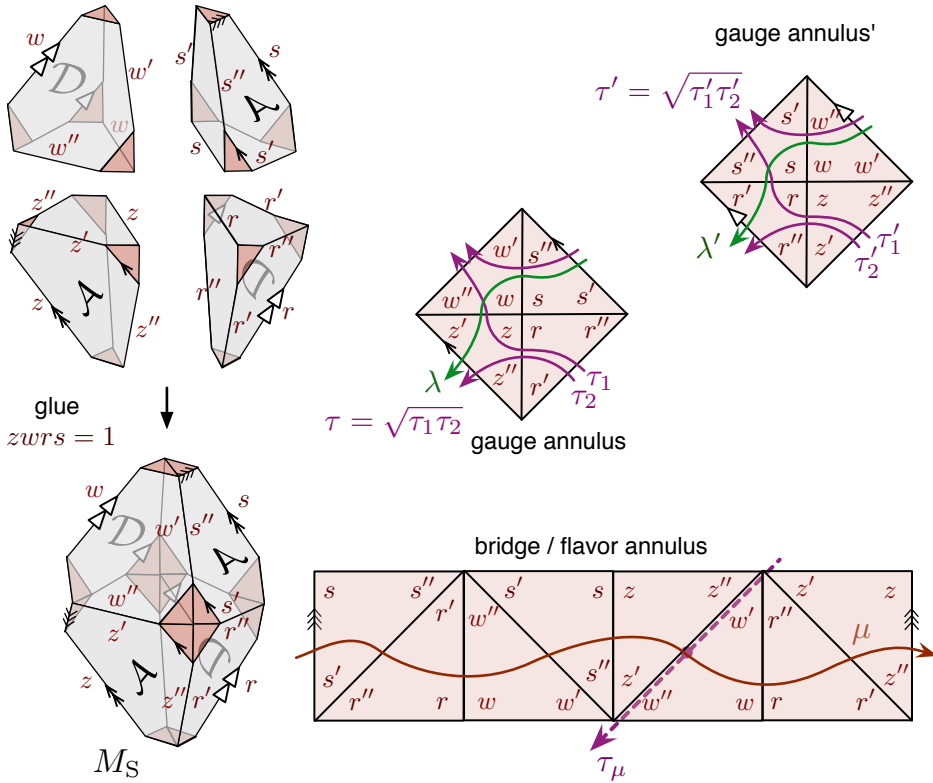 w
w'
𝒟
w''
w
s'
s
s''
A
s
s'
z''
z
z'
A
z
z''
r
r'
r''
r''
D
r'
r
glue
zwrs = 1
w
s
𝒟
w'
s''
A
w''
s'
z'
r''
A
D
z
z''
r'
r
M_S
gauge annulus'
τ' = √(τ'₁τ'₂)
s'
w''
s''
s
w
w'
r'
r
z
z''
r''
z'
λ'
τ'₁
τ'₂
w'
s''
w''
w
s
s'
z'
z
r
r''
z''
r'
λ
τ₁
τ₂
τ = √(τ₁τ₂)
gauge annulus
bridge / flavor annulus
s
s''
s'
s
z
z''
z'
z
r'
w''
w'
r''
μ
s'
s''
z'
z''
r''
r
w
w'
w''
w
r
r'
τ_μ